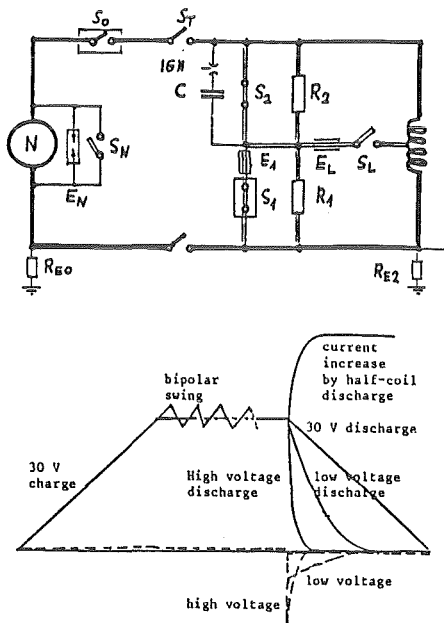 S0
ST
IGN
C
S2
R2
N
EN
SN
E1
EL
SL
S1
R1
RE0
RE2
current
increase
by half-coil
discharge
bipolar
swing
30 V discharge
30 V
charge
High voltage
discharge
low voltage
discharge
low voltage
high voltage